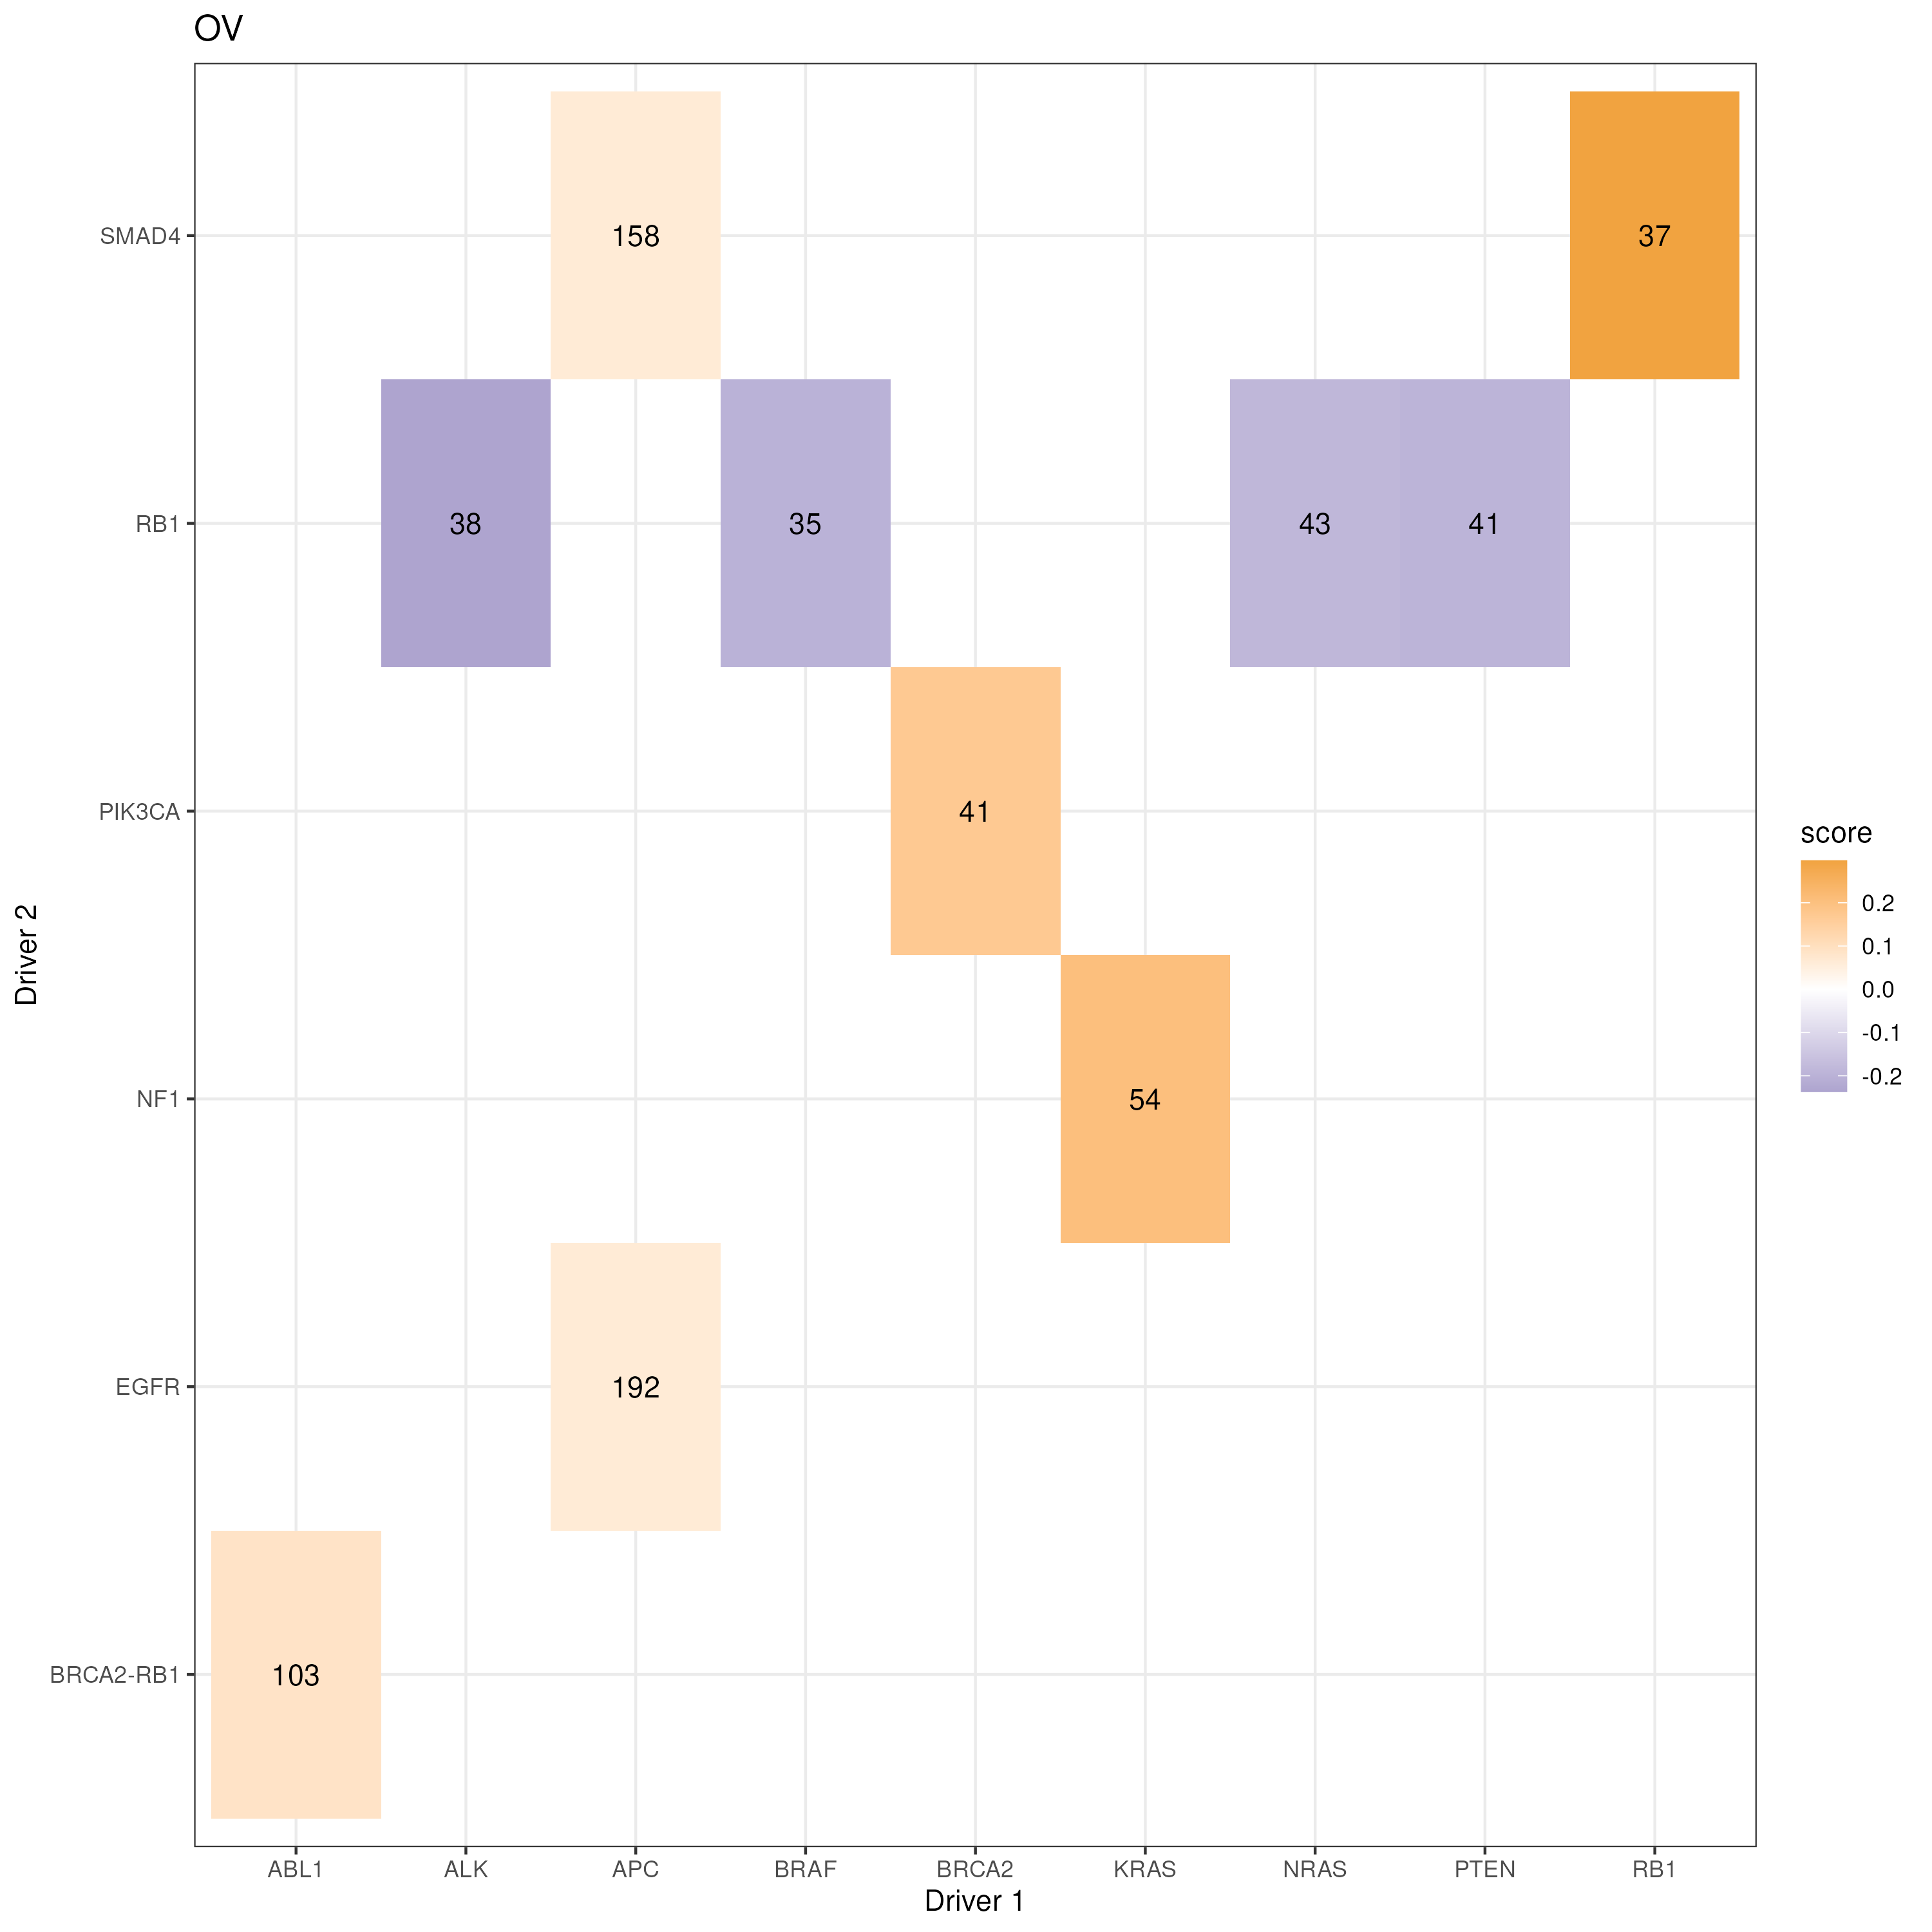 OV
SMAD4
158
37
RB1
38
35
43
41
PIK3CA
41
NF1
54
EGFR
192
BRCA2-RB1
103
ABL1 ALK APC BRAF BRCA2 KRAS NRAS PTEN RB1
Driver 1
Driver 2
score
0.2
0.1
0.0
-0.1
-0.2